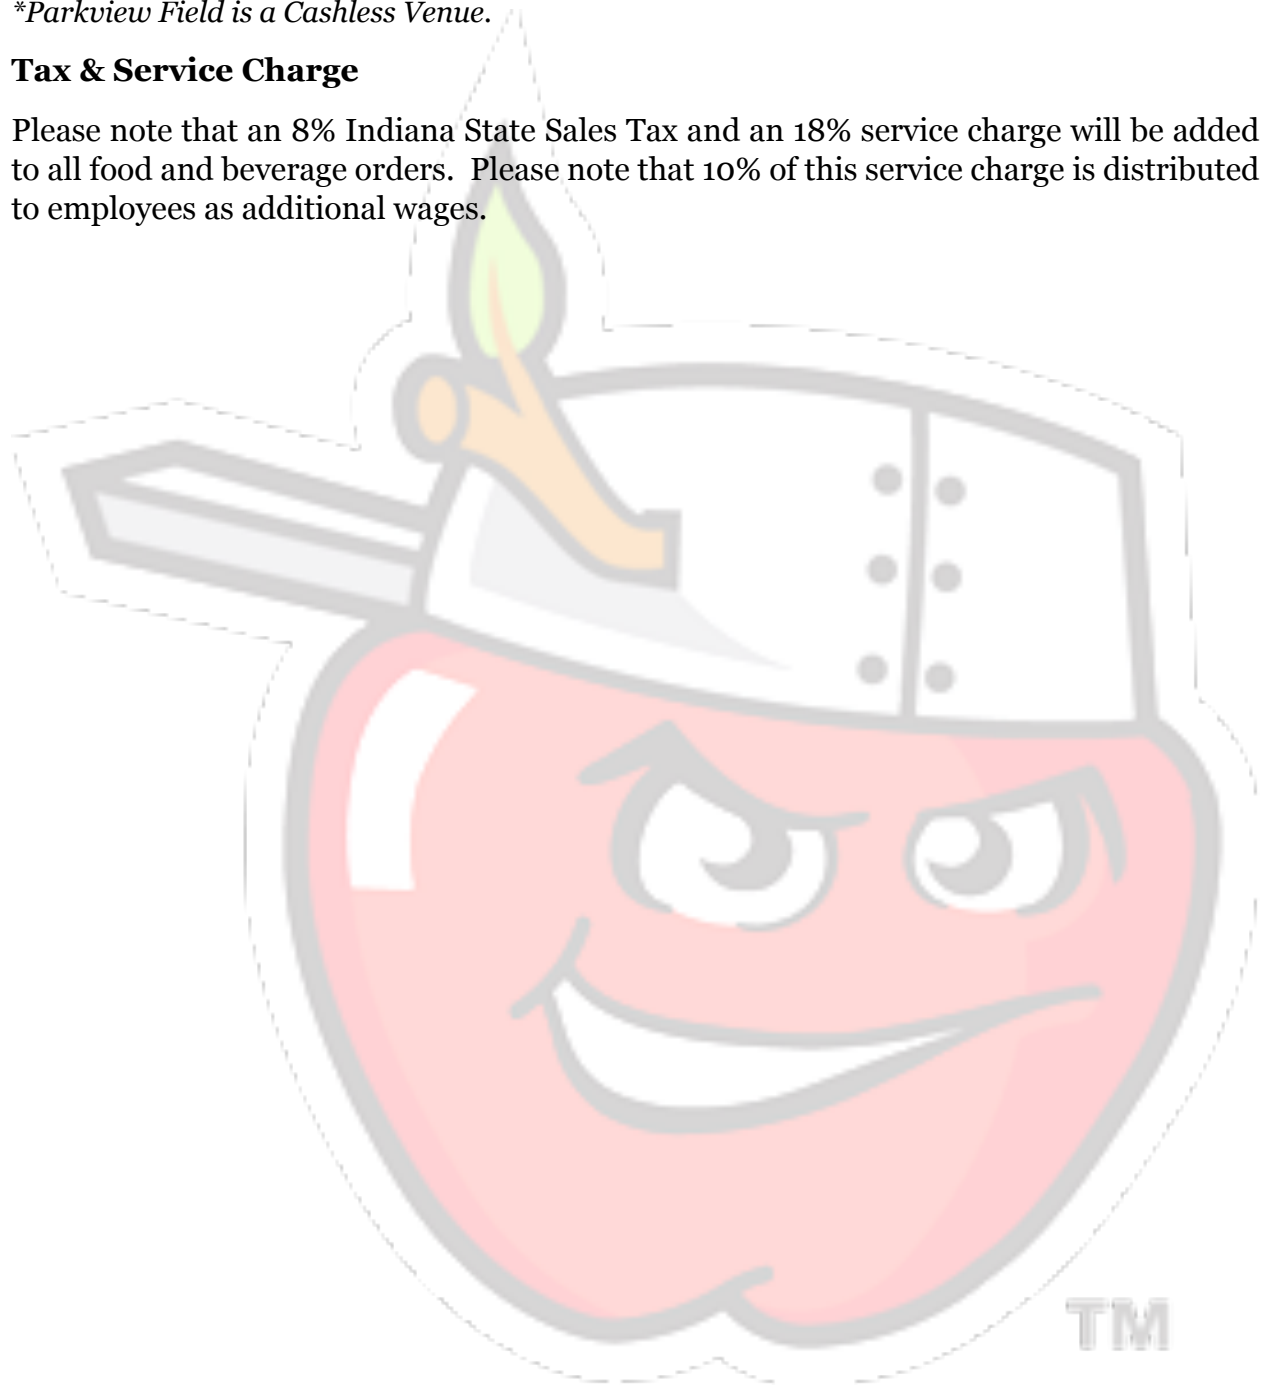 *Parkview Field is a Cashless Venue.
Tax & Service Charge
Please note that an 8% Indiana State Sales Tax and an 18% service charge will be added
to all food and beverage orders.  Please note that 10% of this service charge is distributed
to employees as additional wages.
TM